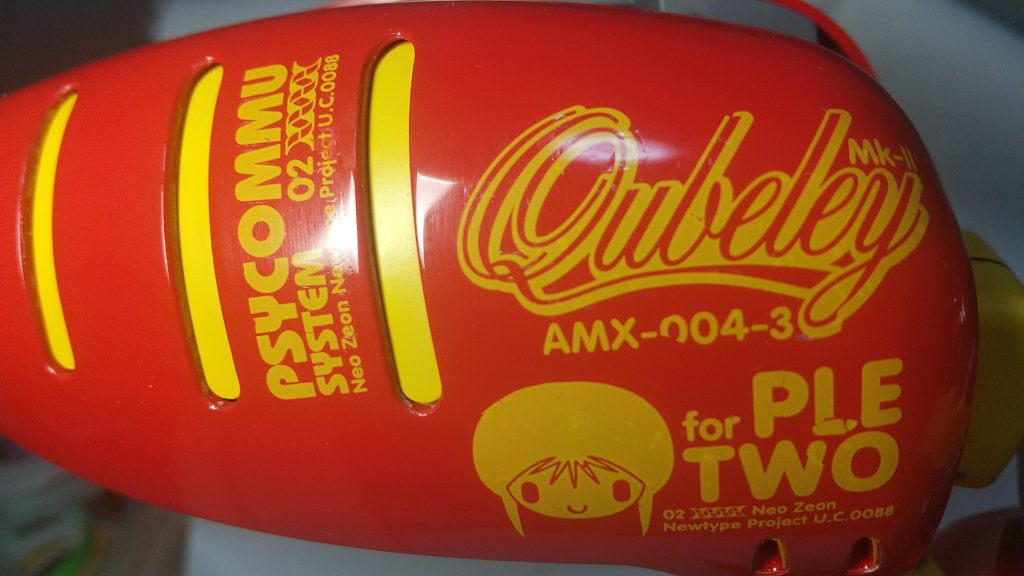 PSYCOMMU
SYSTEM 02
Neo Zeon Newtype Project U.C.0088
Qubeley
Mk-II
AMX-004-3
for PLE
TWO
02 Neo Zeon
Newtype Project U.C.0088